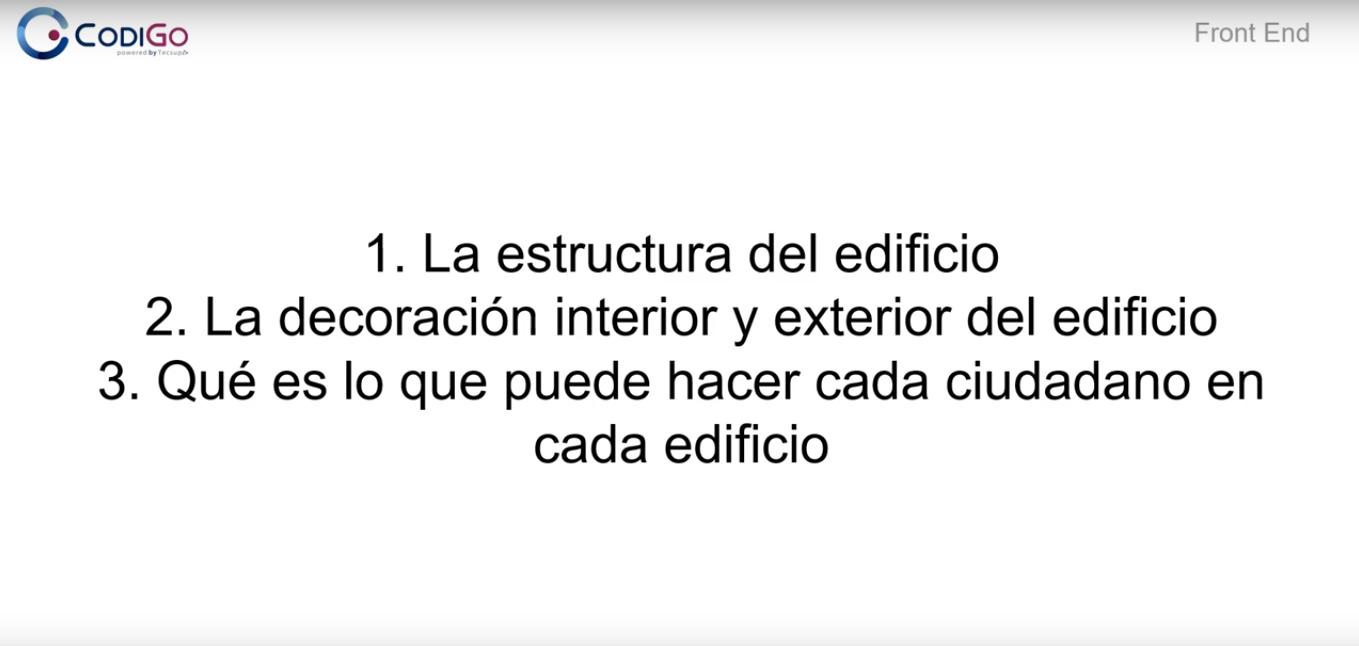 CODIGO
powered by Tecsup/>
Front End
1. La estructura del edificio
2. La decoración interior y exterior del edificio
3. Qué es lo que puede hacer cada ciudadano en
cada edificio